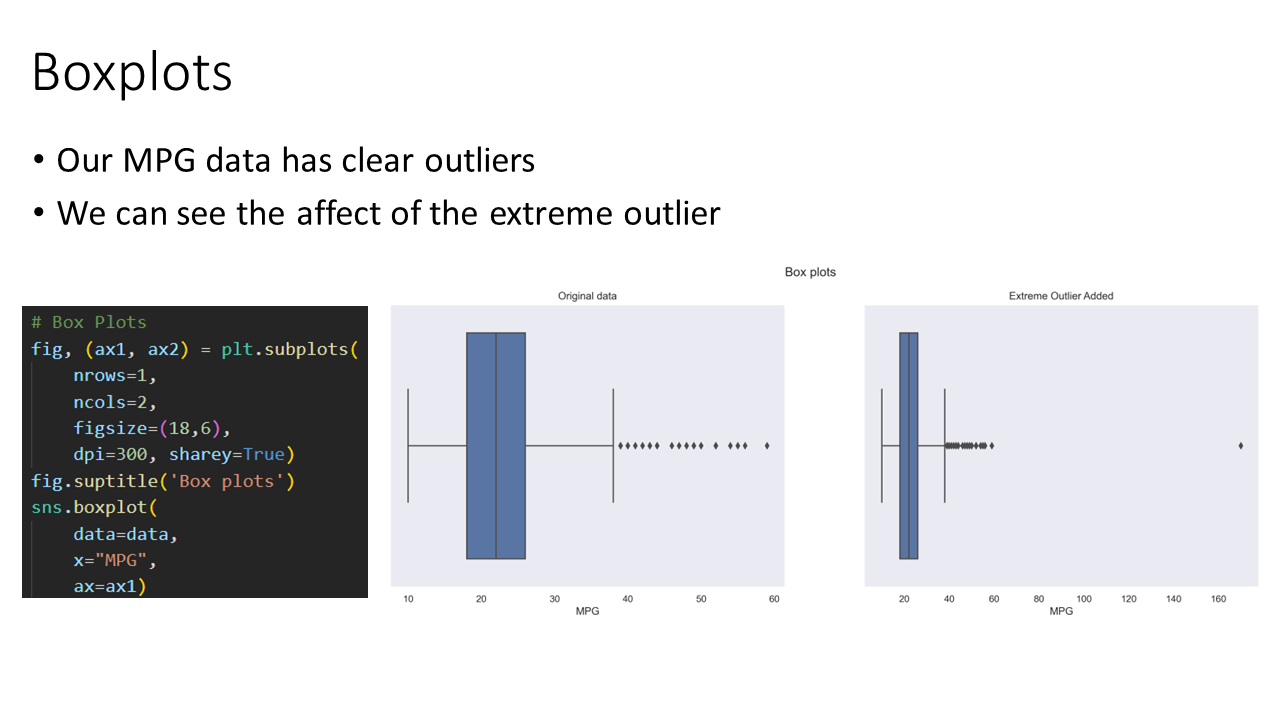 Boxplots
• Our MPG data has clear outliers
• We can see the affect of the extreme outlier
# Box Plots
fig, (ax1, ax2) = plt.subplots(
    nrows=1,
    ncols=2,
    figsize=(18,6),
    dpi=300, sharey=True)
fig.suptitle('Box plots')
sns.boxplot(
    data=data,
    x="MPG",
    ax=ax1)
Box plots
Original data
10 20 30 40 50 60
MPG
Extreme Outlier Added
20 40 60 80 100 120 140 160
MPG